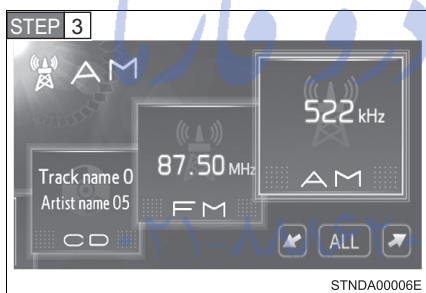 STEP 3
AM
522 kHz
AM
87.50 MHz
FM
Track name 0
Artist name 05
CD
ALL
STNDA00006E